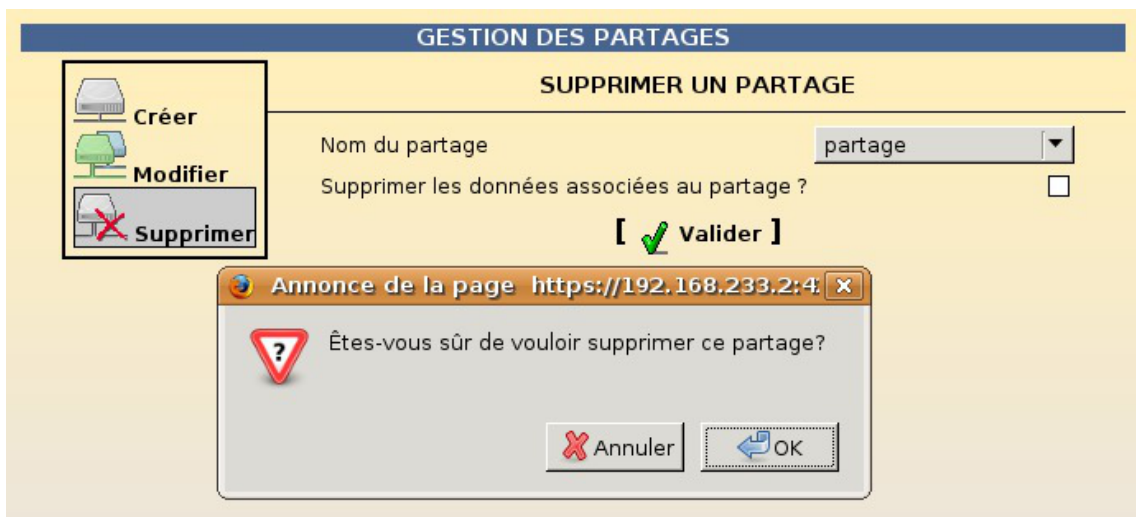 GESTION DES PARTAGES
SUPPRIMER UN PARTAGE
Créer
Modifier
Supprimer
Nom du partage partage
Supprimer les données associées au partage ?
[ Valider ]
Annonce de la page https://192.168.233.2:4
?
Êtes-vous sûr de vouloir supprimer ce partage?
Annuler OK